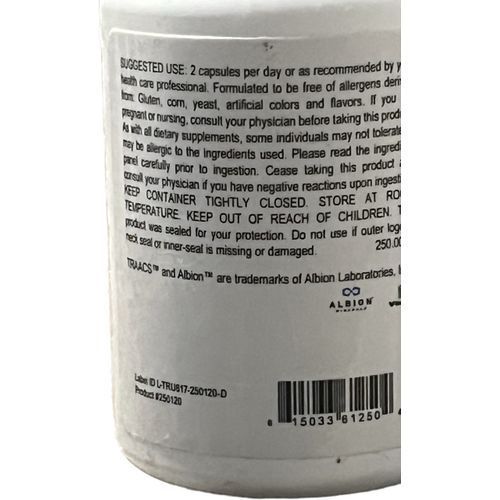 SUGGESTED USE: 2 capsules per day or as recommended by
health care professional. Formulated to be free of allergens
from: Gluten, corn, yeast, artificial colors and flavors. If you
pregnant or nursing, consult your physician before taking this
As with all dietary supplements, some individuals may not tolerate
may be allergic to the ingredients used. Please read the
panel carefully prior to ingestion. Cease taking this product
consult your physician if you have negative reactions upon
KEEP CONTAINER TIGHTLY CLOSED. STORE AT
TEMPERATURE. KEEP OUT OF REACH OF CHILDREN.
product was sealed for your protection. Do not use if outer
neck seal or inner-seal is missing or damaged. 250.00
TRAACS™ and Albion™ are trademarks of Albion Laboratories,
ALBION
MINERALS
Label ID L-TRU817-250120-D
Product #250120
6 15033 61250 4